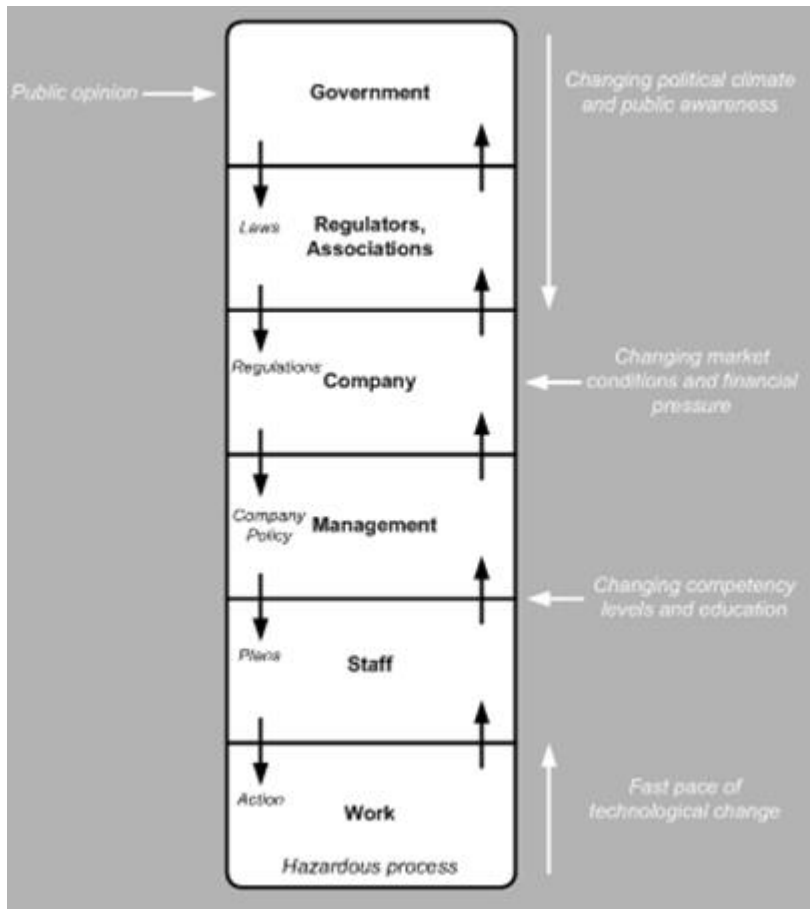 Public opinion
Government
Changing political climate
and public awareness
Laws
Regulators,
Associations
Regulations
Company
Changing market
conditions and financial
pressure
Company
Policy
Management
Changing competency
levels and education
Plans
Staff
Action
Work
Fast pace of
technological change
Hazardous process